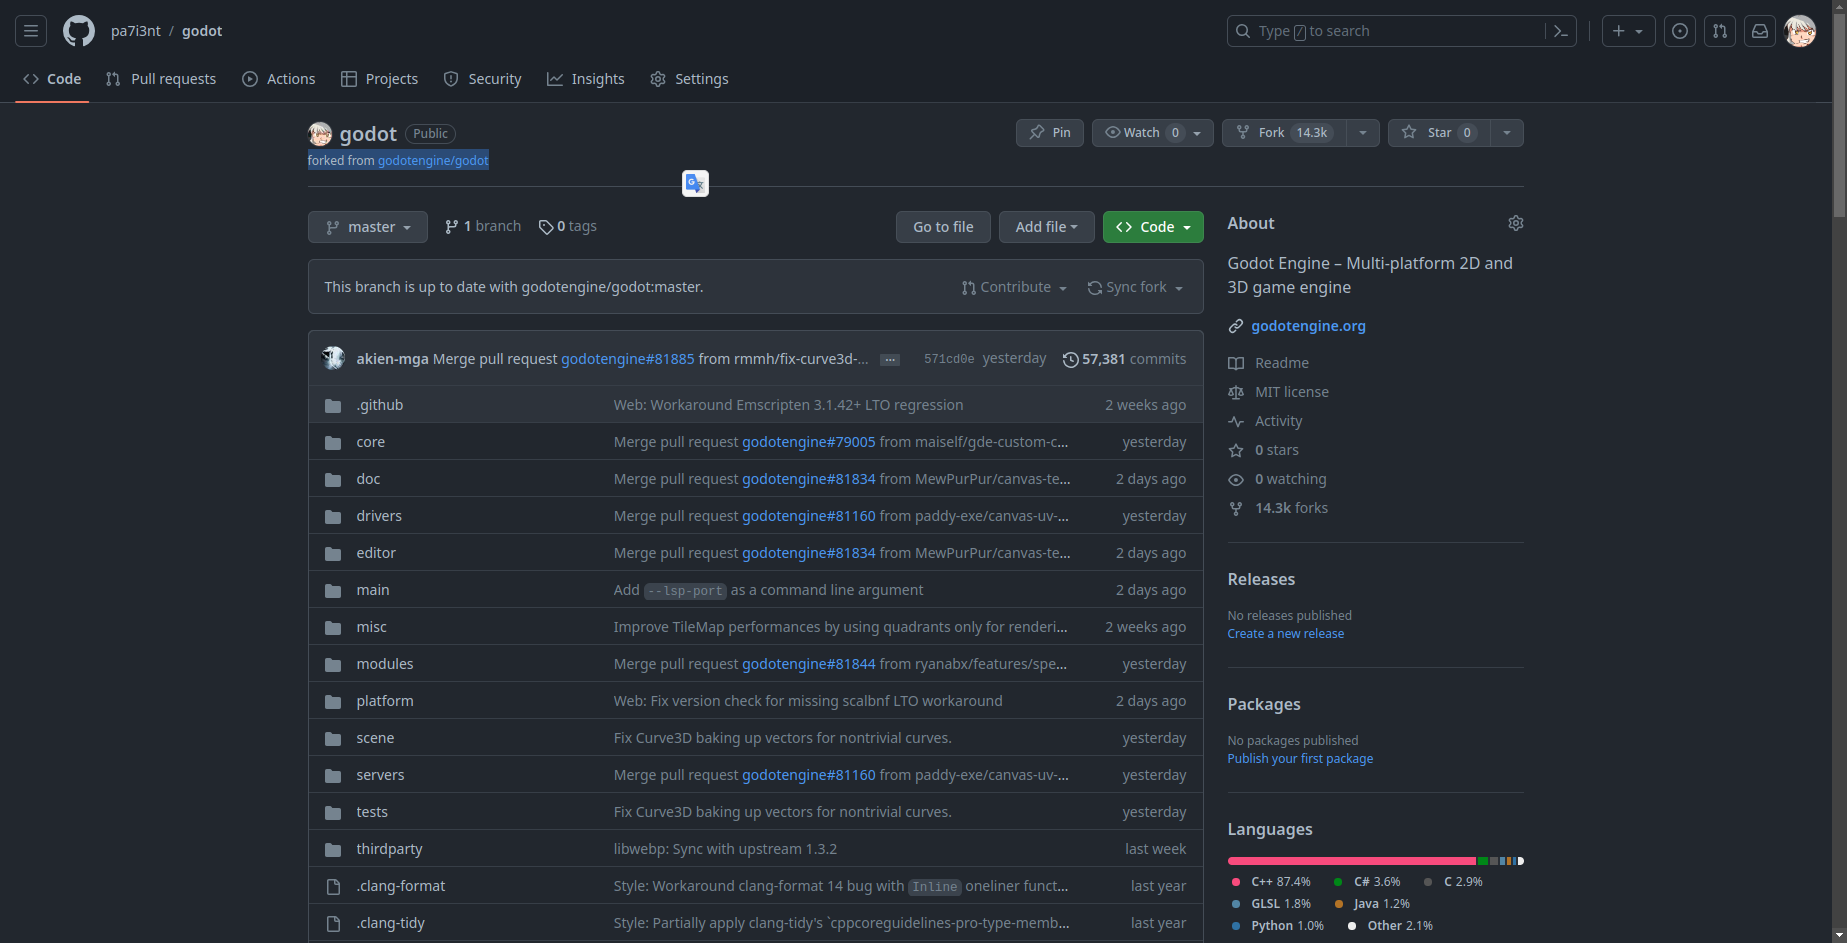 pa7i3nt / godot
Type / to search
Code
Pull requests
Actions
Projects
Security
Insights
Settings
godot Public
Pin
Watch 0
Fork 14.3k
Star 0
forked from godotengine/godot
master
1 branch
0 tags
Go to file
Add file
Code
This branch is up to date with godotengine/godot:master.
Contribute
Sync fork
akien-mga Merge pull request godotengine#81885 from rmmh/fix-curve3d-... ... 571cd0e yesterday 57,381 commits
.github Web: Workaround Emscripten 3.1.42+ LTO regression 2 weeks ago
core Merge pull request godotengine#79005 from maiself/gde-custom-c... yesterday
doc Merge pull request godotengine#81834 from MewPurPur/canvas-te... 2 days ago
drivers Merge pull request godotengine#81160 from paddy-exe/canvas-uv-... yesterday
editor Merge pull request godotengine#81834 from MewPurPur/canvas-te... 2 days ago
main Add --lsp-port as a command line argument 2 days ago
misc Improve TileMap performances by using quadrants only for renderi... 2 weeks ago
modules Merge pull request godotengine#81844 from ryanabx/features/spe... yesterday
platform Web: Fix version check for missing scalbnf LTO workaround 2 days ago
scene Fix Curve3D baking up vectors for nontrivial curves. yesterday
servers Merge pull request godotengine#81160 from paddy-exe/canvas-uv-... yesterday
tests Fix Curve3D baking up vectors for nontrivial curves. yesterday
thirdparty libwebp: Sync with upstream 1.3.2 last week
.clang-format Style: Workaround clang-format 14 bug with Inline oneliner funct... last year
.clang-tidy Style: Partially apply clang-tidy's `cppcoreguidelines-pro-type-memb... last year
About
Godot Engine – Multi-platform 2D and
3D game engine
godotengine.org
Readme
MIT license
Activity
0 stars
0 watching
14.3k forks
Releases
No releases published
Create a new release
Packages
No packages published
Publish your first package
Languages
C++ 87.4% C# 3.6% C 2.9%
GLSL 1.8% Java 1.2%
Python 1.0% Other 2.1%